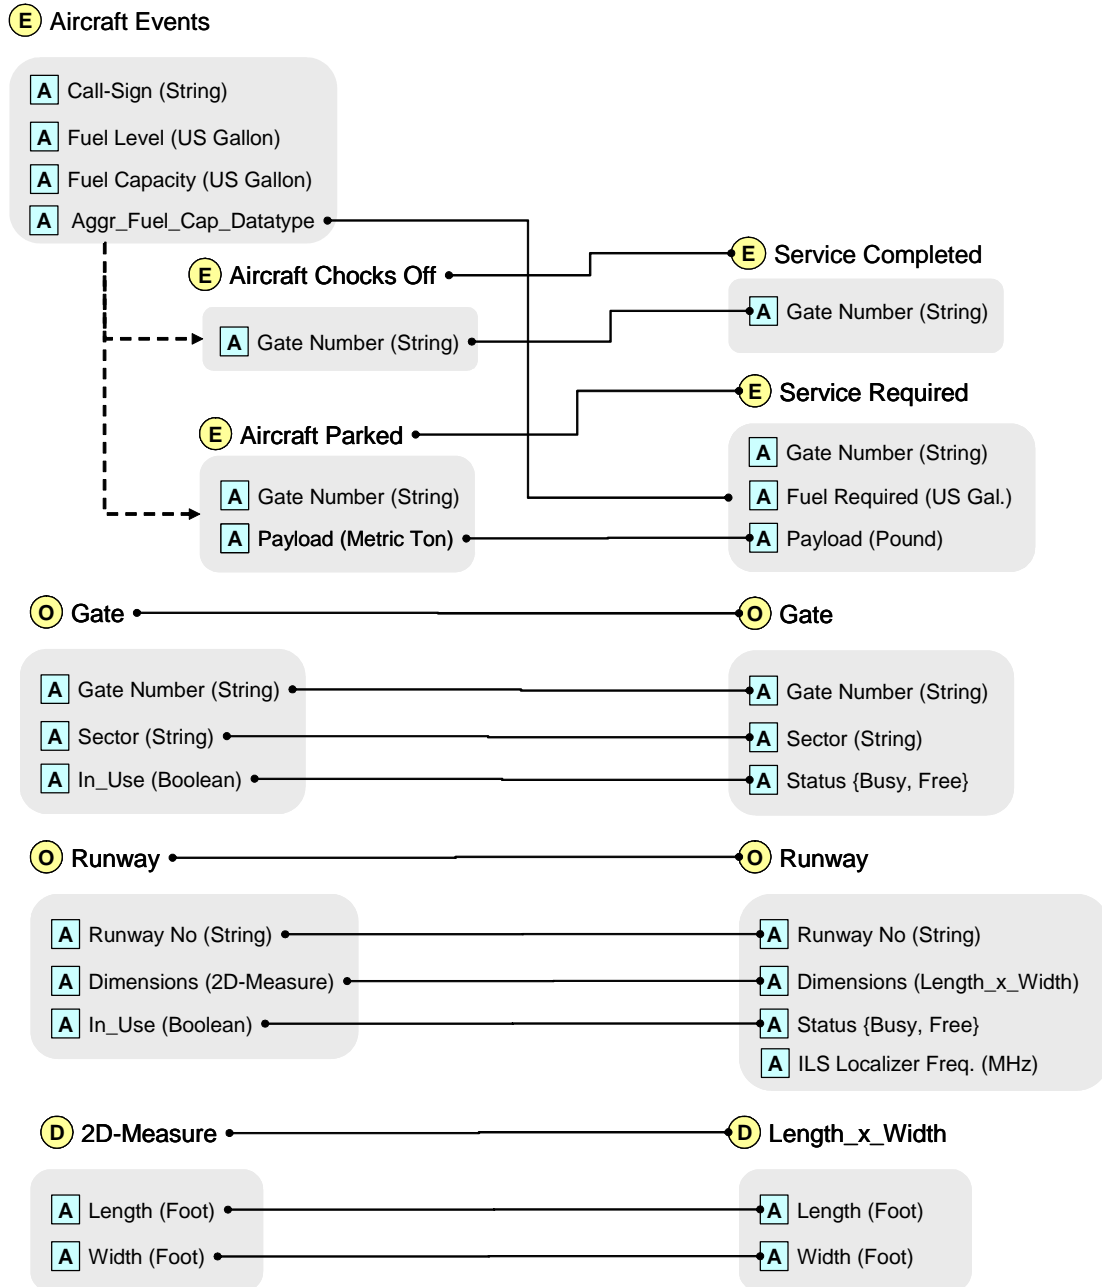 E Aircraft Events
A Call-Sign (String)
A Fuel Level (US Gallon)
A Fuel Capacity (US Gallon)
A Aggr_Fuel_Cap_Datatype
E Aircraft Chocks Off
A Gate Number (String)
E Aircraft Parked
A Gate Number (String)
A Payload (Metric Ton)
E Service Completed
A Gate Number (String)
E Service Required
A Gate Number (String)
A Fuel Required (US Gal.)
A Payload (Pound)
O Gate
A Gate Number (String)
A Sector (String)
A In_Use (Boolean)
O Gate
A Gate Number (String)
A Sector (String)
A Status {Busy, Free}
O Runway
A Runway No (String)
A Dimensions (2D-Measure)
A In_Use (Boolean)
O Runway
A Runway No (String)
A Dimensions (Length_x_Width)
A Status {Busy, Free}
A ILS Localizer Freq. (MHz)
D 2D-Measure
A Length (Foot)
A Width (Foot)
D Length_x_Width
A Length (Foot)
A Width (Foot)